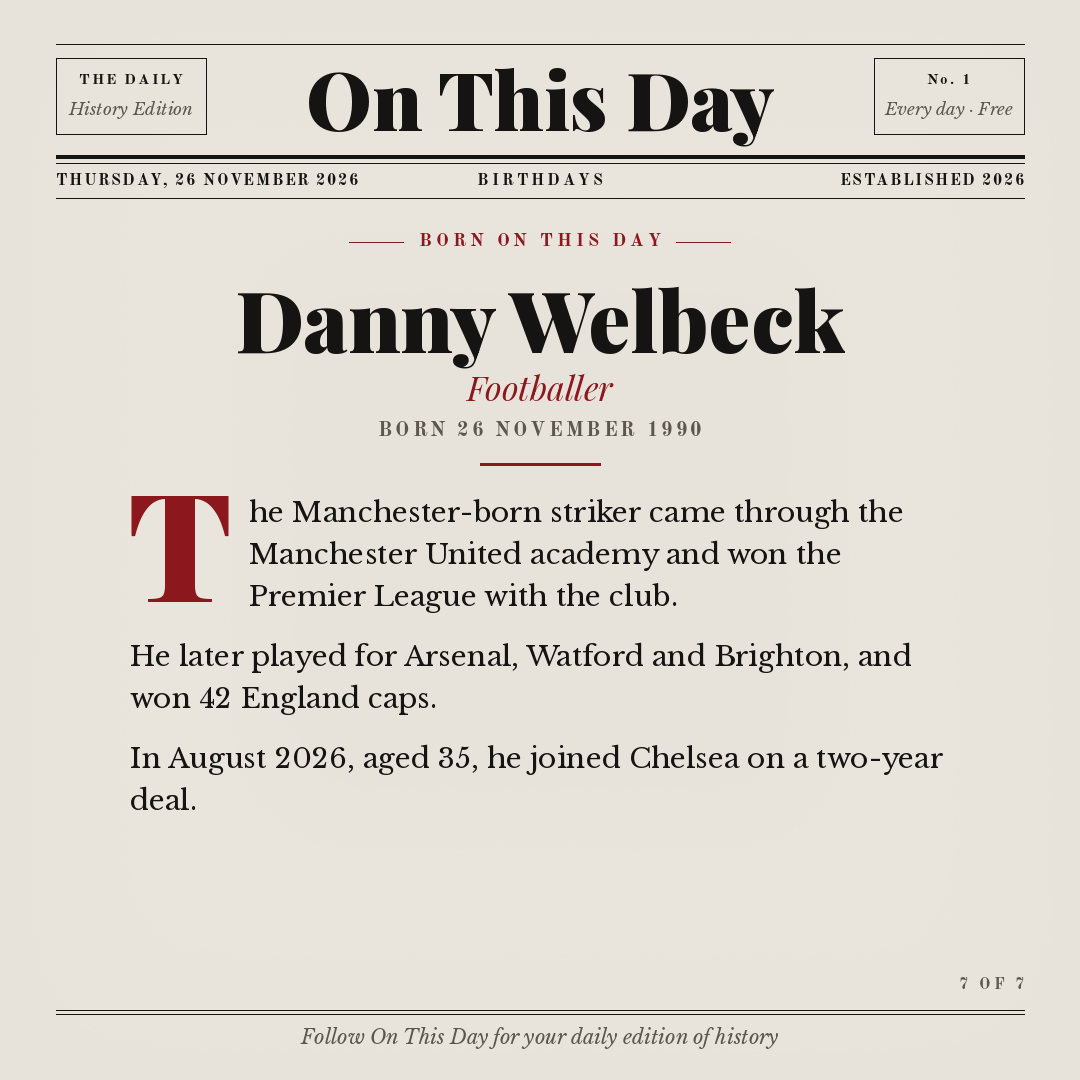 THE DAILY
History Edition
On This Day
No. 1
Every day · Free
THURSDAY, 26 NOVEMBER 2026
BIRTHDAYS
ESTABLISHED 2026
BORN ON THIS DAY
Danny Welbeck
Footballer
BORN 26 NOVEMBER 1990
The Manchester-born striker came through the
Manchester United academy and won the
Premier League with the club.
He later played for Arsenal, Watford and Brighton, and
won 42 England caps.
In August 2026, aged 35, he joined Chelsea on a two-year
deal.
7 OF 7
Follow On This Day for your daily edition of history